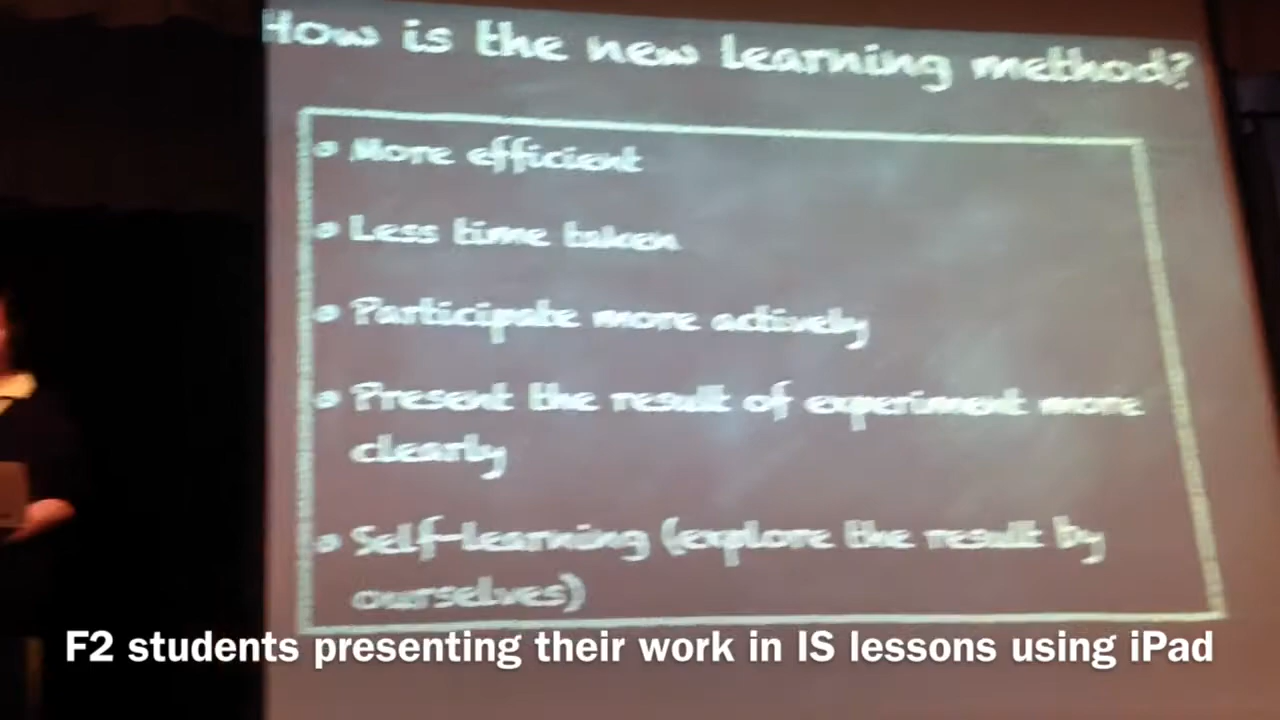 How is the new learning method?
• More efficient
• Less time taken
• Participate more actively
• Present the result of experiment more
clearly
• Self-learning (explore the result by
ourselves)
F2 students presenting their work in IS lessons using iPad